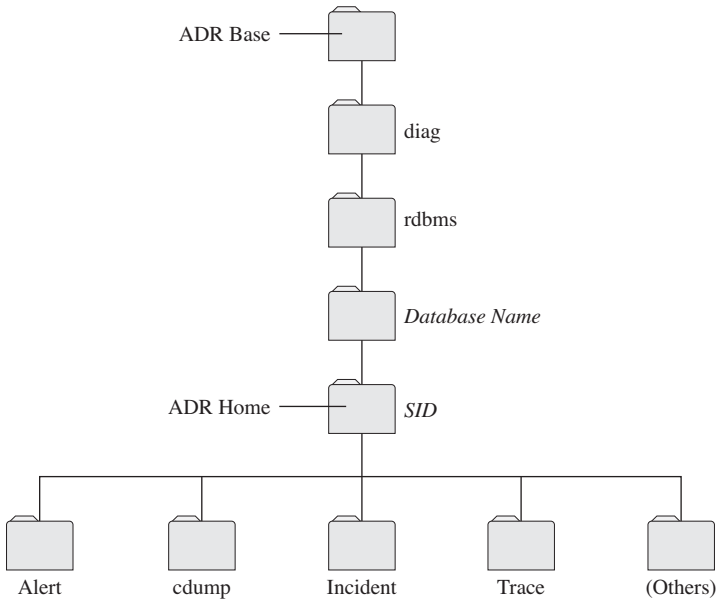 ADR Base
diag
rdbms
Database Name
ADR Home
SID
Alert
cdump
Incident
Trace
(Others)